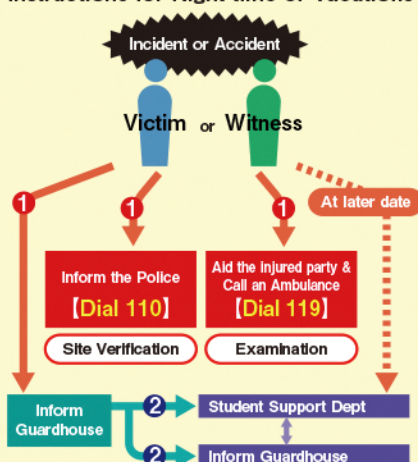 Incident or Accident
Victim or Witness
1
1
1
At later date
Inform the Police
【Dial 110】
Aid the injured party &
Call an Ambulance
【Dial 119】
Site Verification
Examination
Inform
Guardhouse
2
Student Support Dept
2
Inform Guardhouse